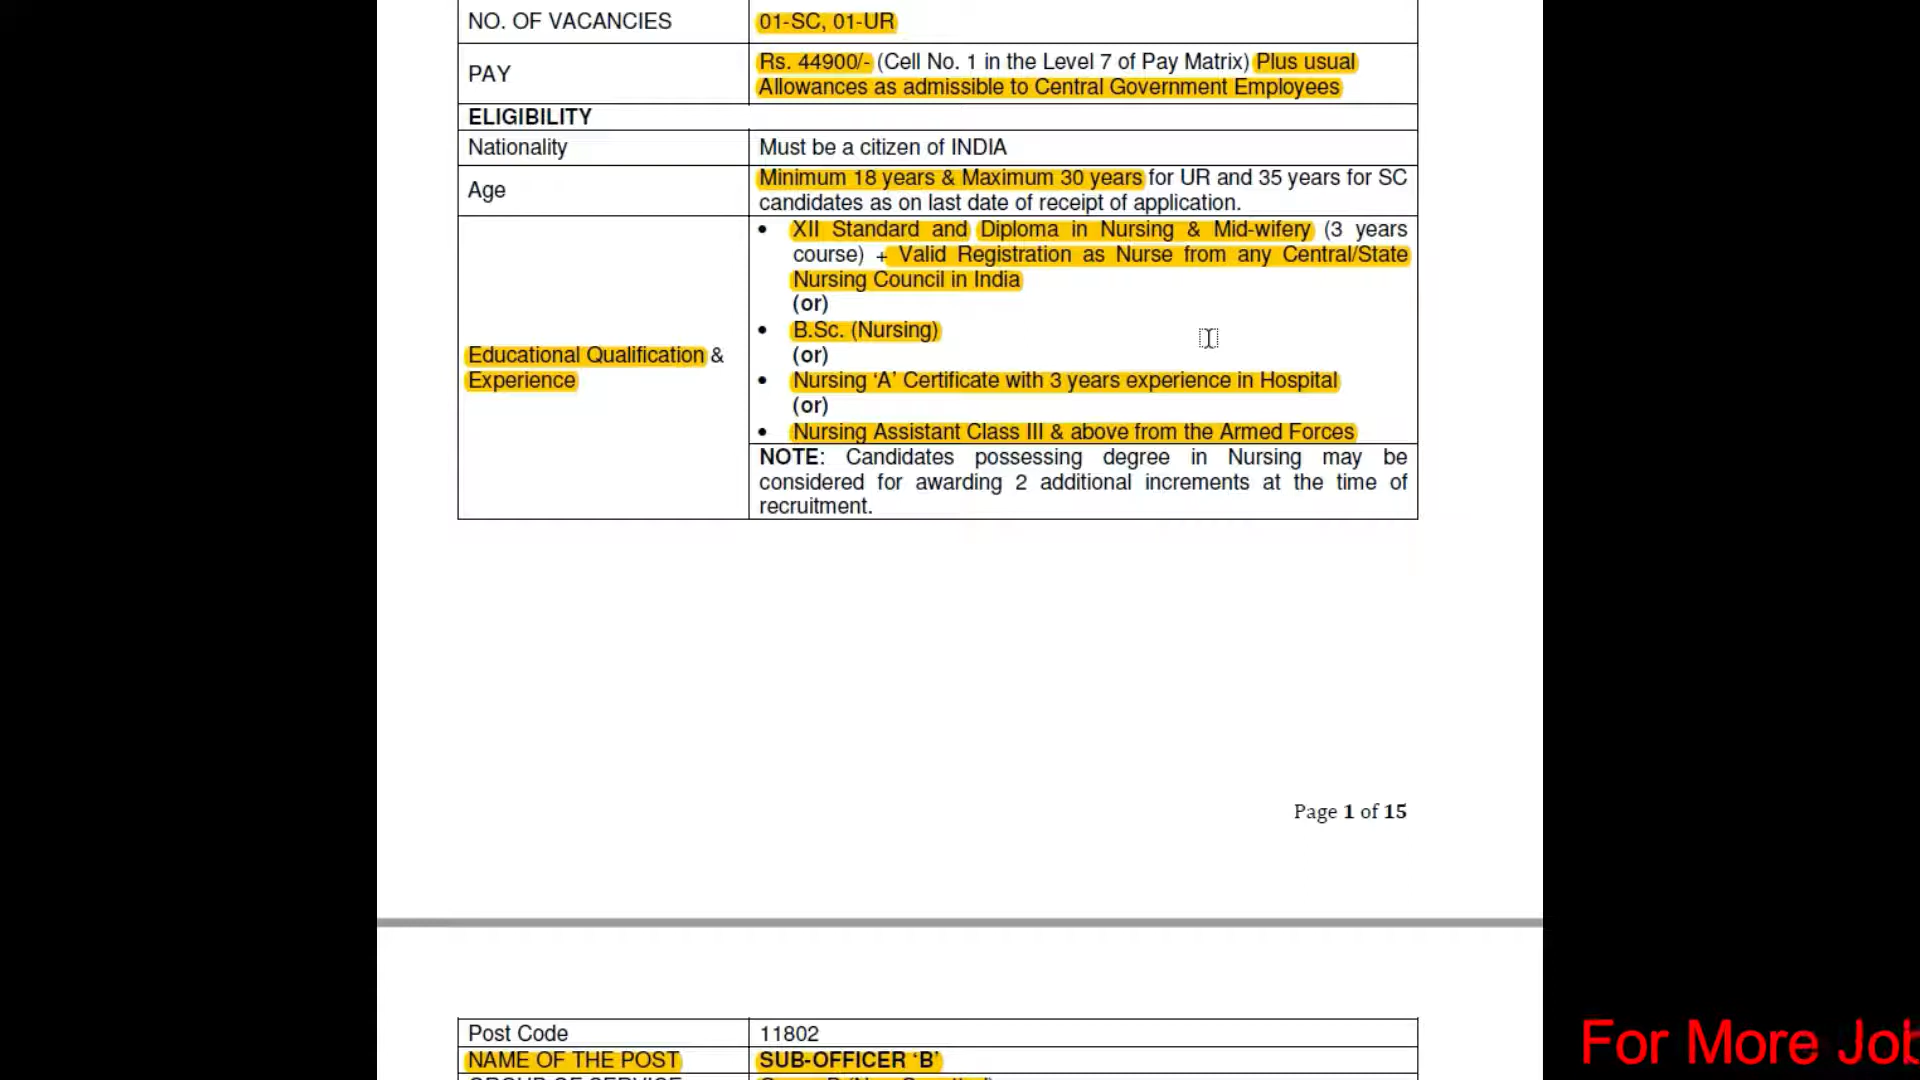 NO. OF VACANCIES
01-SC, 01-UR
PAY
Rs. 44900/- (Cell No. 1 in the Level 7 of Pay Matrix) Plus usual
Allowances as admissible to Central Government Employees
ELIGIBILITY
Nationality
Must be a citizen of INDIA
Age
Minimum 18 years & Maximum 30 years for UR and 35 years for SC
candidates as on last date of receipt of application.
Educational Qualification &
Experience
• XII Standard and Diploma in Nursing & Mid-wifery (3 years
course) + Valid Registration as Nurse from any Central/State
Nursing Council in India
(or)
• B.Sc. (Nursing)
(or)
• Nursing ‘A’ Certificate with 3 years experience in Hospital
(or)
• Nursing Assistant Class III & above from the Armed Forces
NOTE: Candidates possessing degree in Nursing may be
considered for awarding 2 additional increments at the time of
recruitment.
Page 1 of 15
Post Code
11802
NAME OF THE POST
SUB-OFFICER ‘B’
For More Job